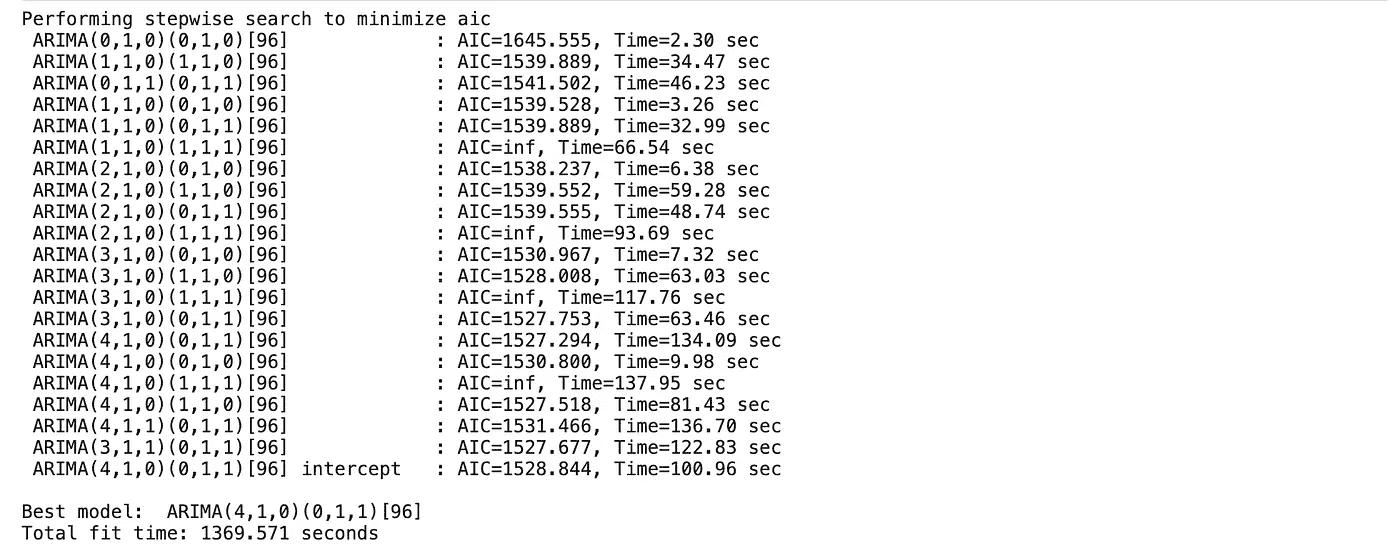 Performing stepwise search to minimize aic
ARIMA(0,1,0)(0,1,0)[96] : AIC=1645.555, Time=2.30 sec
ARIMA(1,1,0)(1,1,0)[96] : AIC=1539.889, Time=34.47 sec
ARIMA(0,1,1)(0,1,1)[96] : AIC=1541.502, Time=46.23 sec
ARIMA(1,1,0)(0,1,0)[96] : AIC=1539.528, Time=3.26 sec
ARIMA(1,1,0)(0,1,1)[96] : AIC=1539.889, Time=32.99 sec
ARIMA(1,1,0)(1,1,1)[96] : AIC=inf, Time=66.54 sec
ARIMA(2,1,0)(0,1,0)[96] : AIC=1538.237, Time=6.38 sec
ARIMA(2,1,0)(1,1,0)[96] : AIC=1539.552, Time=59.28 sec
ARIMA(2,1,0)(0,1,1)[96] : AIC=1539.555, Time=48.74 sec
ARIMA(2,1,0)(1,1,1)[96] : AIC=inf, Time=93.69 sec
ARIMA(3,1,0)(0,1,0)[96] : AIC=1530.967, Time=7.32 sec
ARIMA(3,1,0)(1,1,0)[96] : AIC=1528.008, Time=63.03 sec
ARIMA(3,1,0)(1,1,1)[96] : AIC=inf, Time=117.76 sec
ARIMA(3,1,0)(0,1,1)[96] : AIC=1527.753, Time=63.46 sec
ARIMA(4,1,0)(0,1,1)[96] : AIC=1527.294, Time=134.09 sec
ARIMA(4,1,0)(0,1,0)[96] : AIC=1530.800, Time=9.98 sec
ARIMA(4,1,0)(1,1,1)[96] : AIC=inf, Time=137.95 sec
ARIMA(4,1,0)(1,1,0)[96] : AIC=1527.518, Time=81.43 sec
ARIMA(4,1,1)(0,1,1)[96] : AIC=1531.466, Time=136.70 sec
ARIMA(3,1,1)(0,1,1)[96] : AIC=1527.677, Time=122.83 sec
ARIMA(4,1,0)(0,1,1)[96] intercept : AIC=1528.844, Time=100.96 sec
Best model: ARIMA(4,1,0)(0,1,1)[96]
Total fit time: 1369.571 seconds